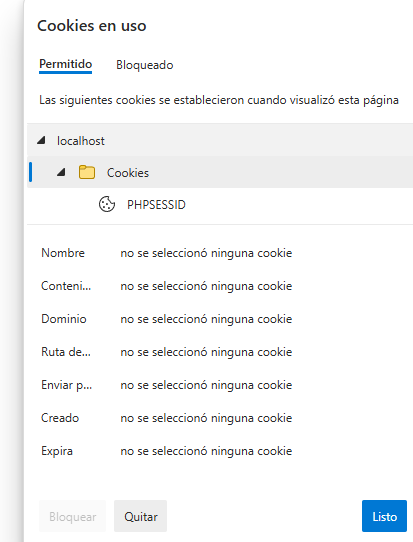 Cookies en uso
Permitido Bloqueado
Las siguientes cookies se establecieron cuando visualizó esta página
localhost
Cookies
PHPSESSID
Nombre no se seleccionó ninguna cookie
Conteni... no se seleccionó ninguna cookie
Dominio no se seleccionó ninguna cookie
Ruta de... no se seleccionó ninguna cookie
Enviar p... no se seleccionó ninguna cookie
Creado no se seleccionó ninguna cookie
Expira no se seleccionó ninguna cookie
Bloquear Quitar Listo